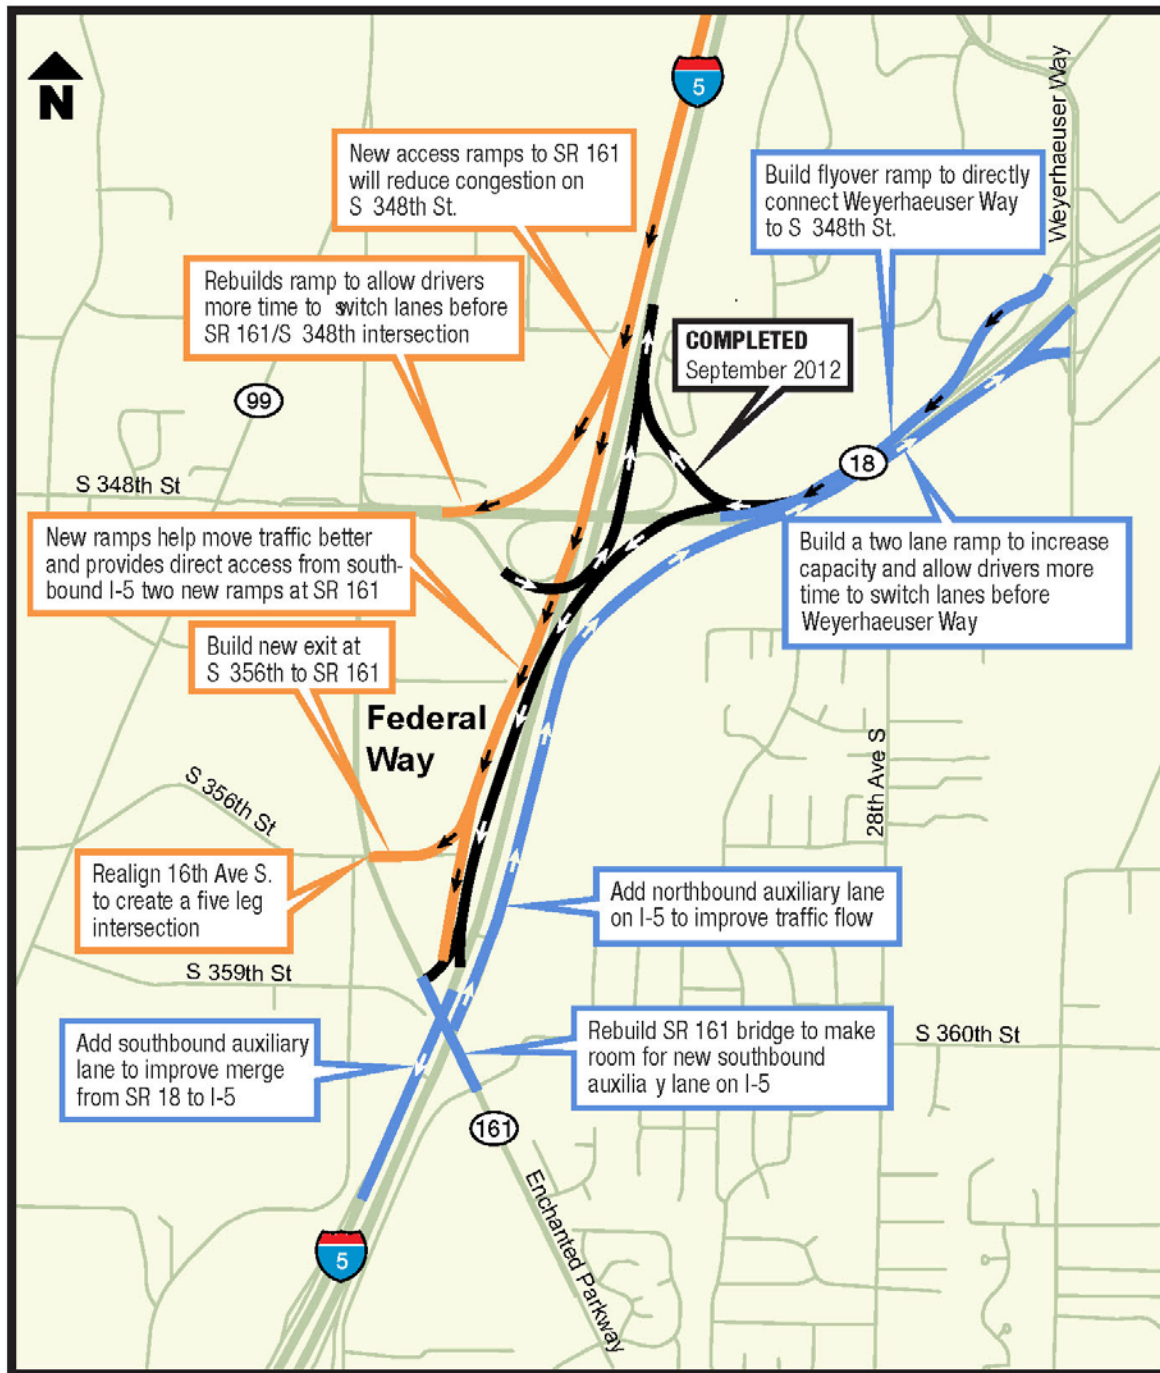 N
5
Weyerhaeuser Way
New access ramps to SR 161
will reduce congestion on
S 348th St.
Build flyover ramp to directly
connect Weyerhaeuser Way
to S 348th St.
Rebuilds ramp to allow drivers
more time to switch lanes before
SR 161/S 348th intersection
COMPLETED
September 2012
99
18
S 348th St
New ramps help move traffic better
and provides direct access from south-
bound I-5 two new ramps at SR 161
Build a two lane ramp to increase
capacity and allow drivers more
time to switch lanes before
Weyerhaeuser Way
Build new exit at
S 356th to SR 161
Federal
Way
28th Ave S
S 356th St
Realign 16th Ave S.
to create a five leg
intersection
Add northbound auxiliary lane
on I-5 to improve traffic flow
S 359th St
Add southbound auxiliary
lane to improve merge
from SR 18 to I-5
Rebuild SR 161 bridge to make
room for new southbound
auxilia y lane on I-5
S 360th St
161
Enchanted Parkway
5